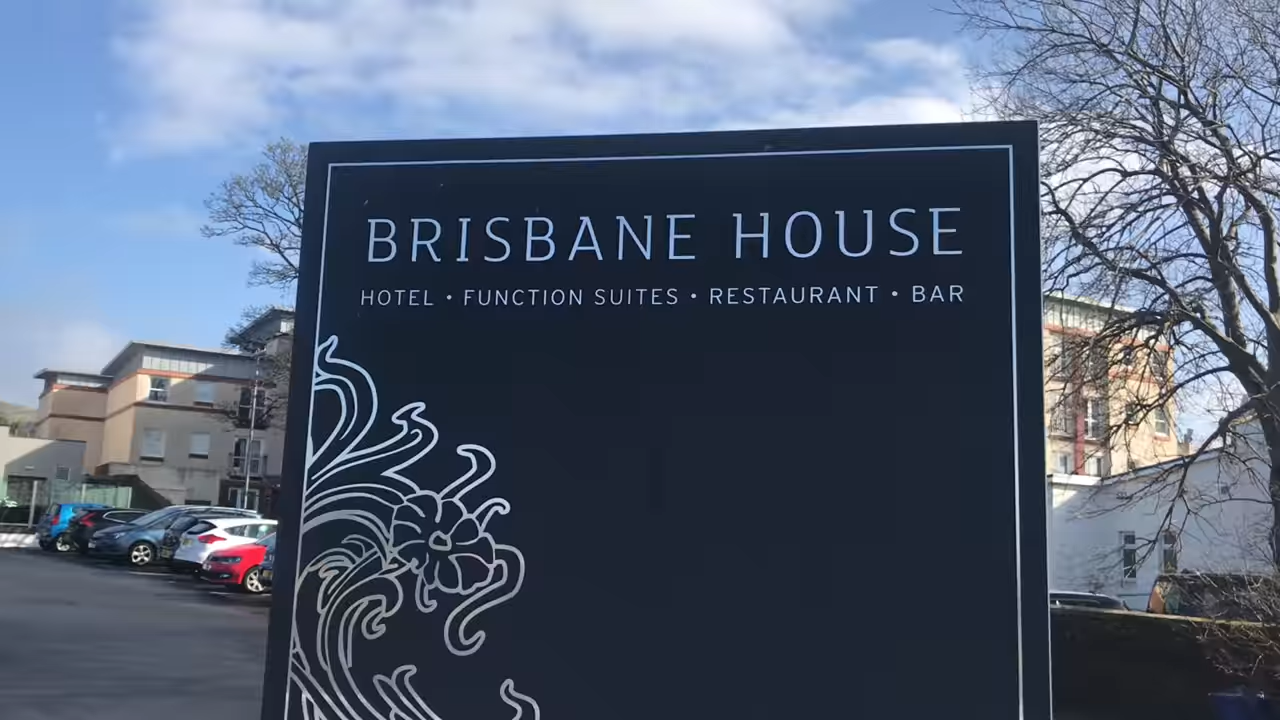 BRISBANE HOUSE
HOTEL • FUNCTION SUITES • RESTAURANT • BAR